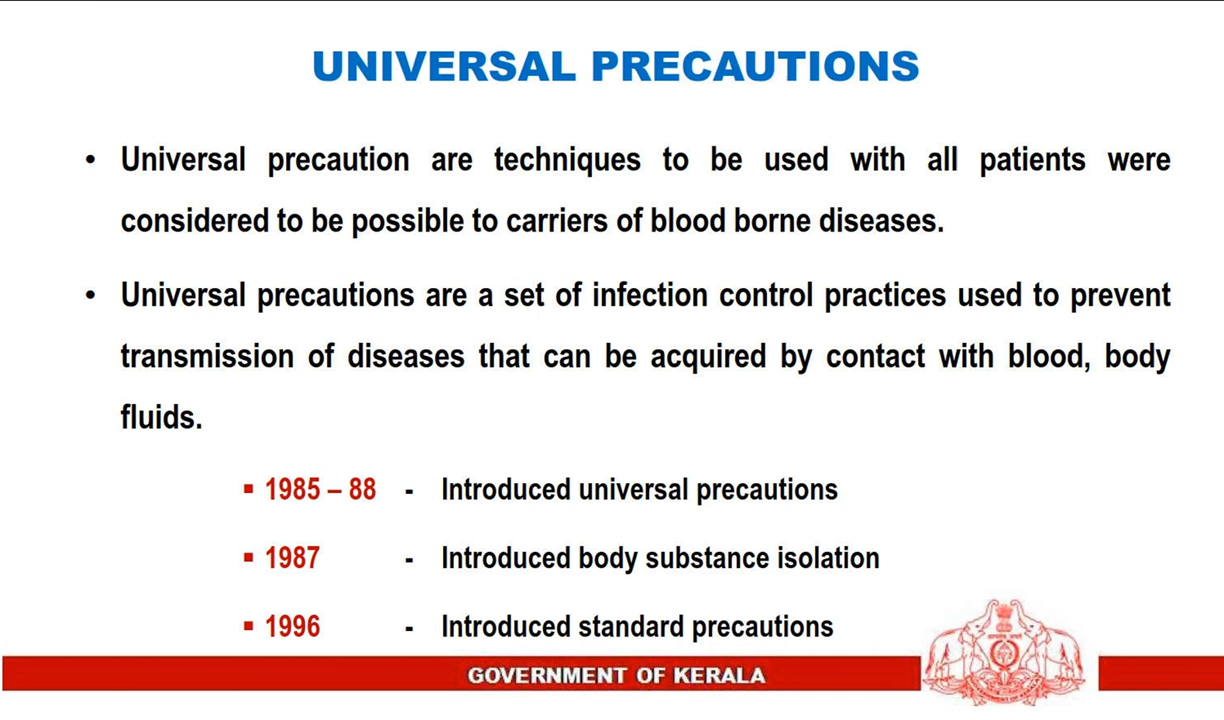 UNIVERSAL PRECAUTIONS
• Universal precaution are techniques to be used with all patients were
considered to be possible to carriers of blood borne diseases.
• Universal precautions are a set of infection control practices used to prevent
transmission of diseases that can be acquired by contact with blood, body
fluids.
▪ 1985 – 88 - Introduced universal precautions
▪ 1987 - Introduced body substance isolation
▪ 1996 - Introduced standard precautions
GOVERNMENT OF KERALA